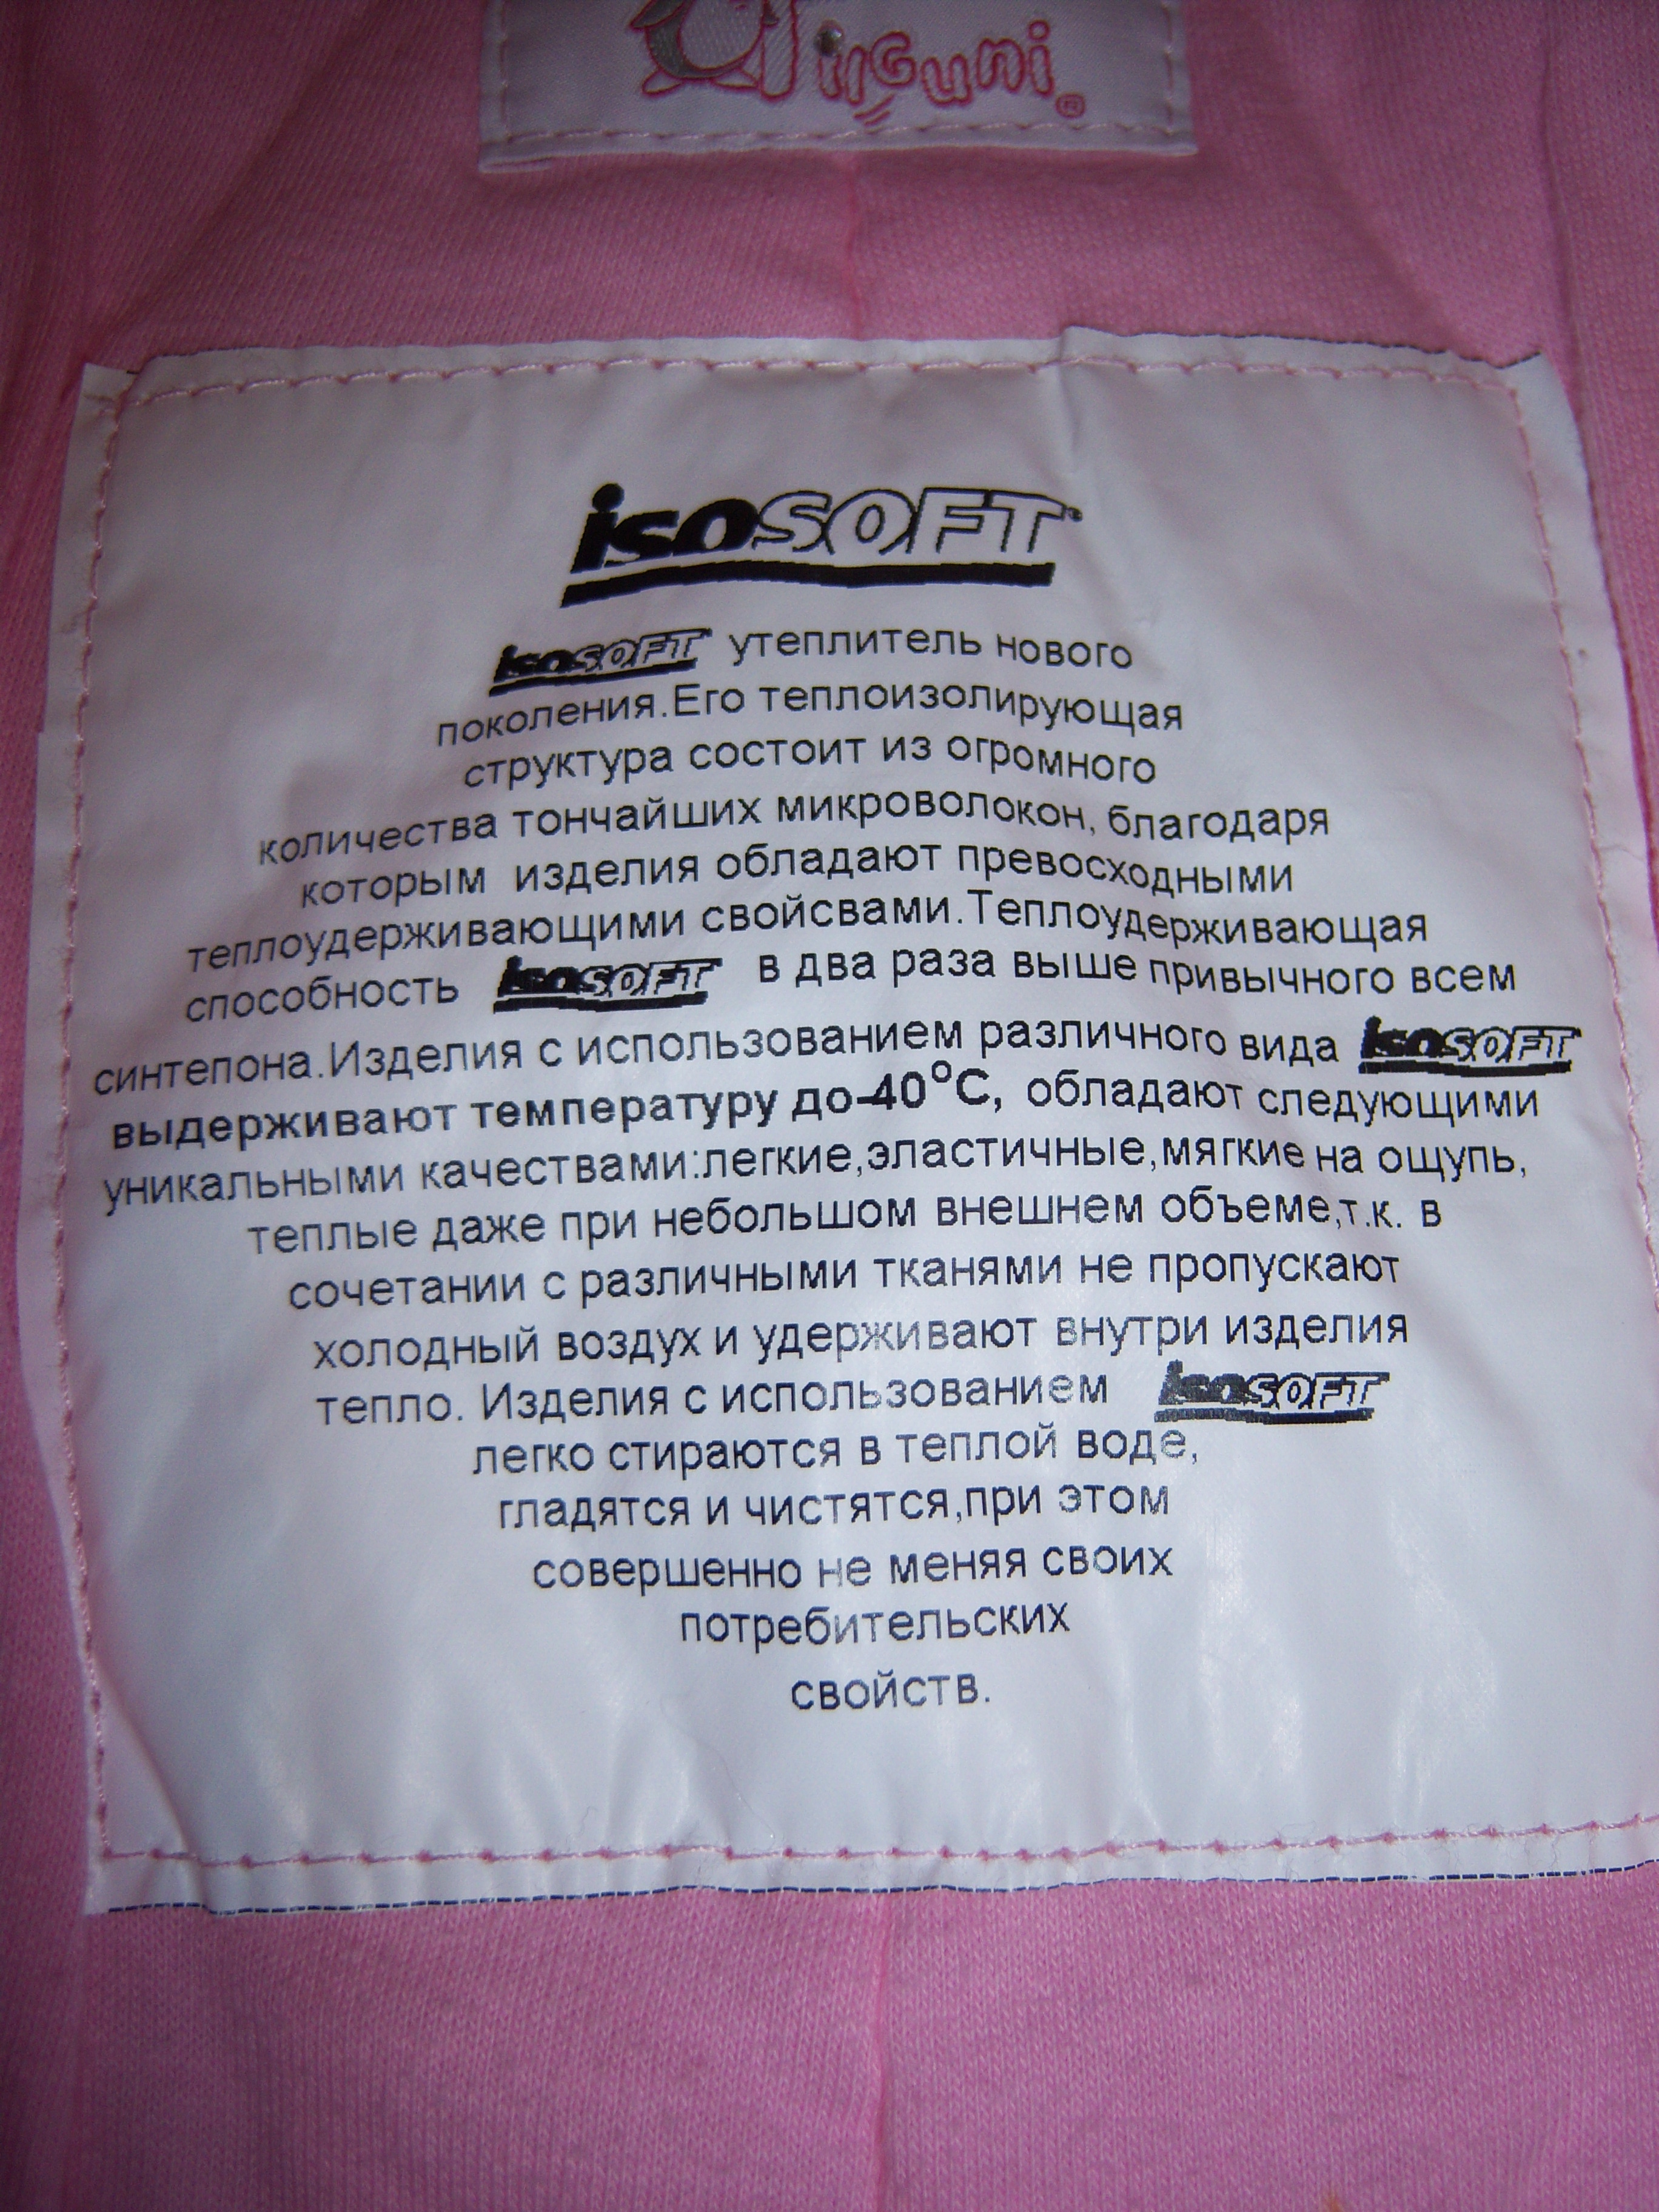 isoSOFT
isoSOFT утеплитель нового
поколения.Его теплоизолирующая
структура состоит из огромного
количества тончайших микроволокон, благодаря
которым изделия обладают превосходными
теплоудерживающими свойсвами.Теплоудерживающая
способность isoSOFT в два раза выше привычного всем
синтепона.Изделия с использованием различного вида isoSOFT
выдерживают температуру до-40°С, обладают следующими
уникальными качествами:легкие,эластичные,мягкие на ощупь,
теплые даже при небольшом внешнем объеме,т.к. в
сочетании с различными тканями не пропускают
холодный воздух и удерживают внутри изделия
тепло. Изделия с использованием isoSOFT
легко стираются в теплой воде,
гладятся и чистятся,при этом
совершенно не меняя своих
потребительских
свойств.